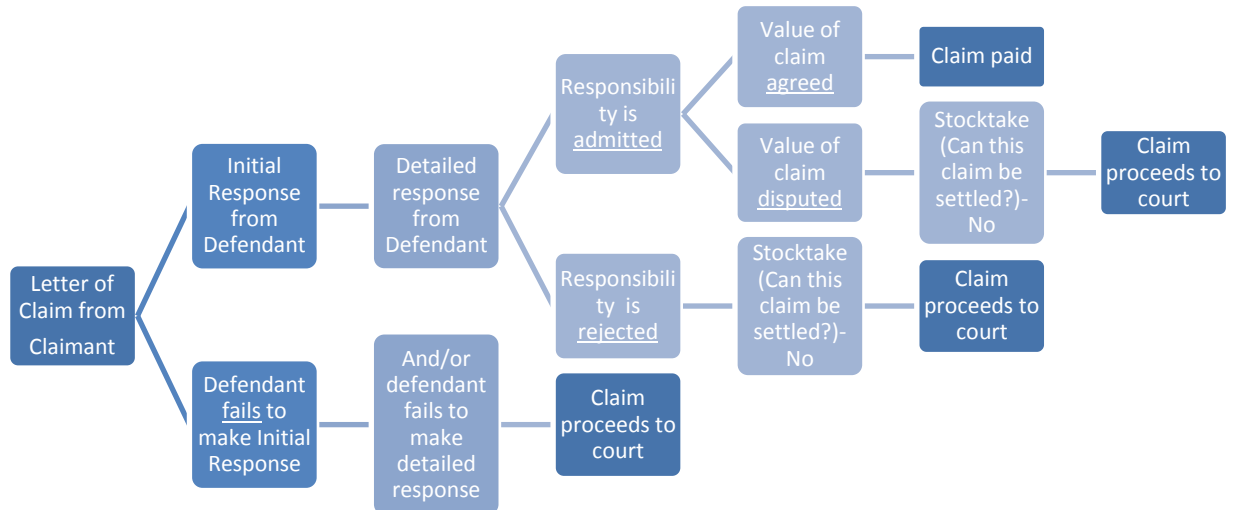 Letter of
Claim from
Claimant
Initial
Response
from
Defendant
Detailed
response
from
Defendant
Responsibili
ty is
admitted
Value of
claim
agreed
Claim paid
Value of
claim
disputed
Stocktake
(Can this
claim be
settled?)-
No
Claim
proceeds to
court
Responsibili
ty is
rejected
Stocktake
(Can this
claim be
settled?)-
No
Claim
proceeds to
court
Defendant
fails to
make Initial
Response
And/or
defendant
fails to
make
detailed
response
Claim
proceeds to
court